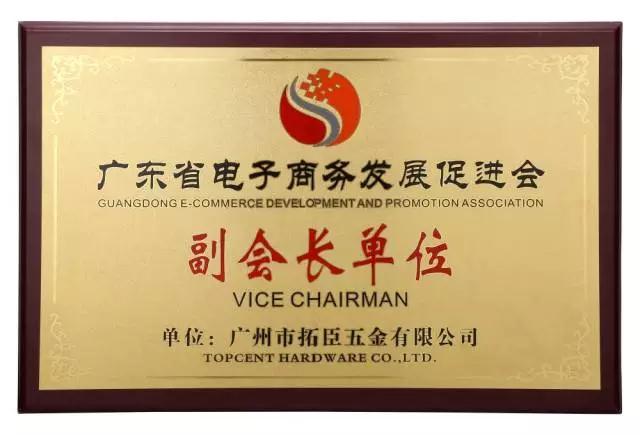 广东省电子商务发展促进会
GUANGDONG E-COMMERCE DEVELOPMENT AND PROMOTION ASSOCIATION
副会长单位
VICE CHAIRMAN
单位：广州市拓臣五金有限公司
TOPCENT HARDWARE CO.,LTD.